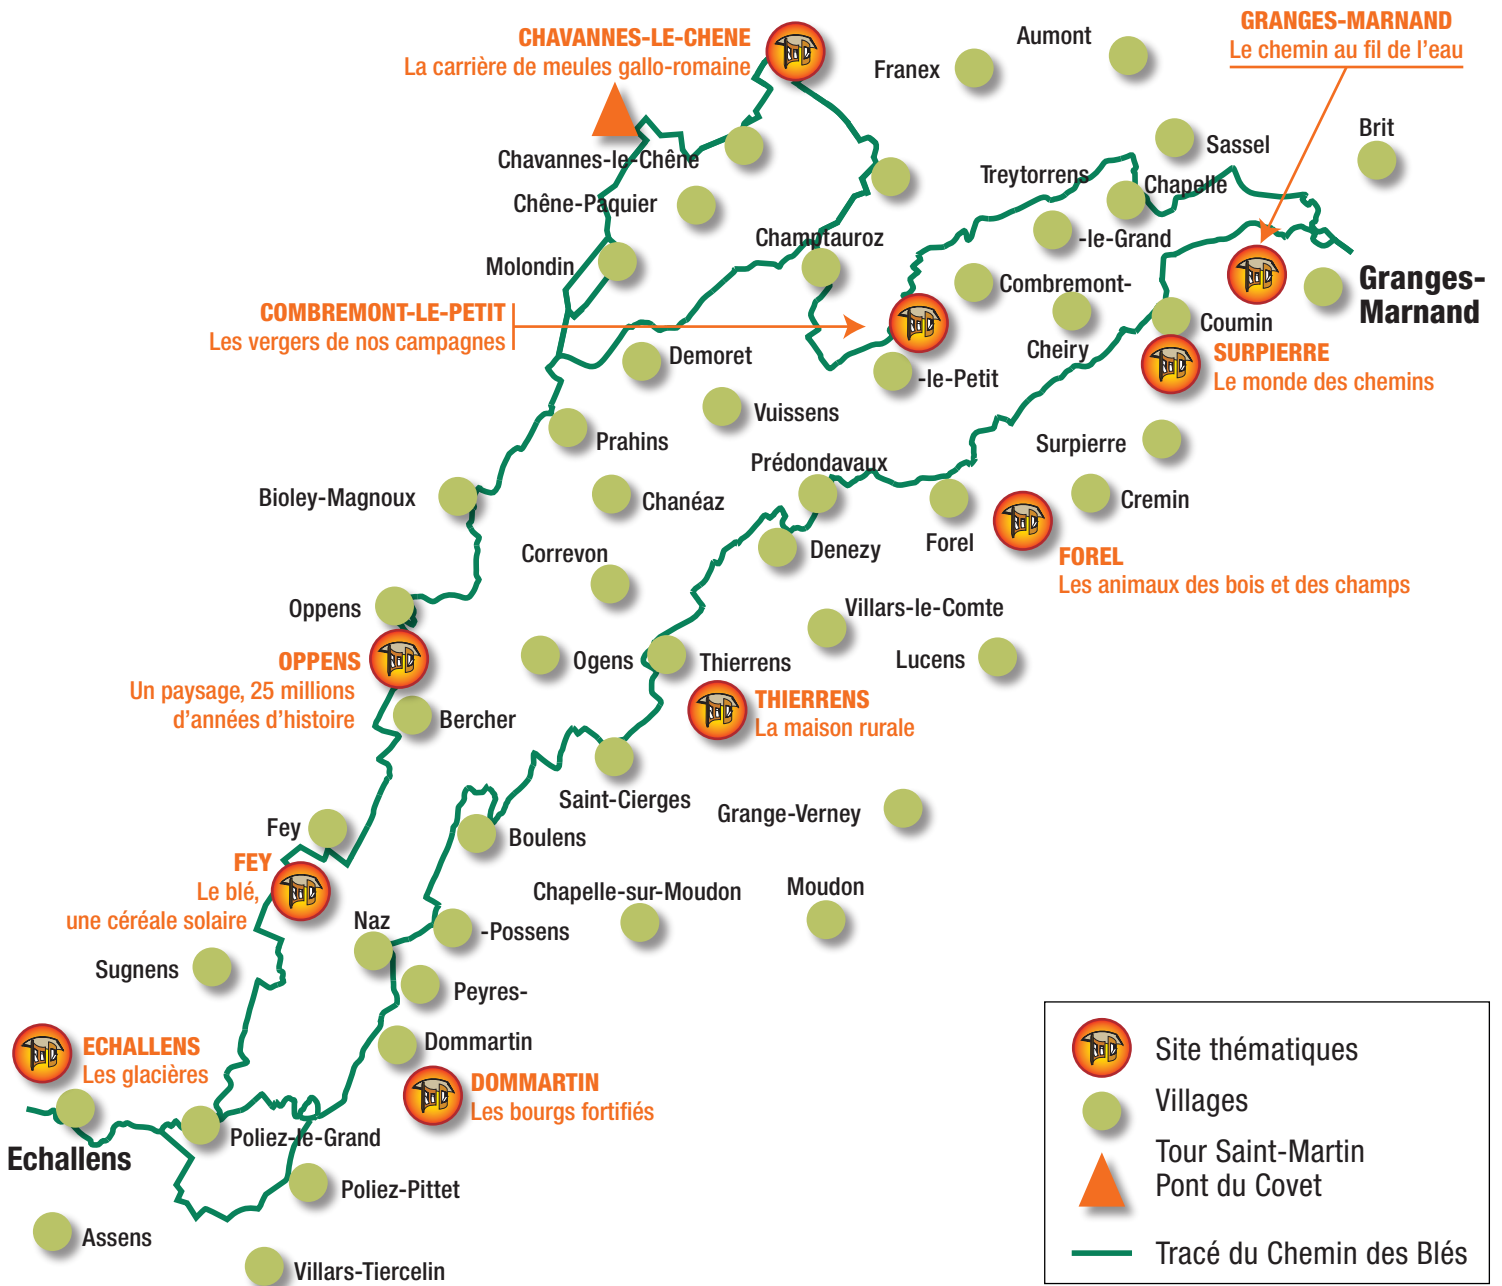 CHAVANNES-LE-CHENE
La carrière de meules gallo-romaine
GRANGES-MARNAND
Le chemin au fil de l'eau
Aumont
Franex
Brit
Sassel
Chavannes-le-Chêne
Treytorrens
Chapelle
Chêne-Pâquier
Champtauroz
-le-Grand
Molondin
Combremont-
Granges-
Marnand
COMBREMONT-LE-PETIT
Les vergers de nos campagnes
Coumin
Cheiry
SURPIERRE
Le monde des chemins
Demoret
-le-Petit
Vuissens
Prahins
Surpierre
Prédondavaux
Bioley-Magnoux
Chanéaz
Cremin
Correvon
Denezy
Forel
FOREL
Les animaux des bois et des champs
Oppens
Villars-le-Comte
OPPENS
Un paysage, 25 millions
d'années d'histoire
Ogens
Thierrens
Lucens
THIERRENS
La maison rurale
Bercher
Saint-Cierges
Grange-Verney
Fey
Boulens
FEY
Le blé,
une céréale solaire
Chapelle-sur-Moudon
Moudon
Naz
-Possens
Sugnens
Peyres-
Dommartin
ECHALLENS
Les glacières
DOMMARTIN
Les bourgs fortifiés
Poliez-le-Grand
Echallens
Poliez-Pittet
Assens
Villars-Tiercelin
Site thématiques
Villages
Tour Saint-Martin
Pont du Covet
Tracé du Chemin des Blés